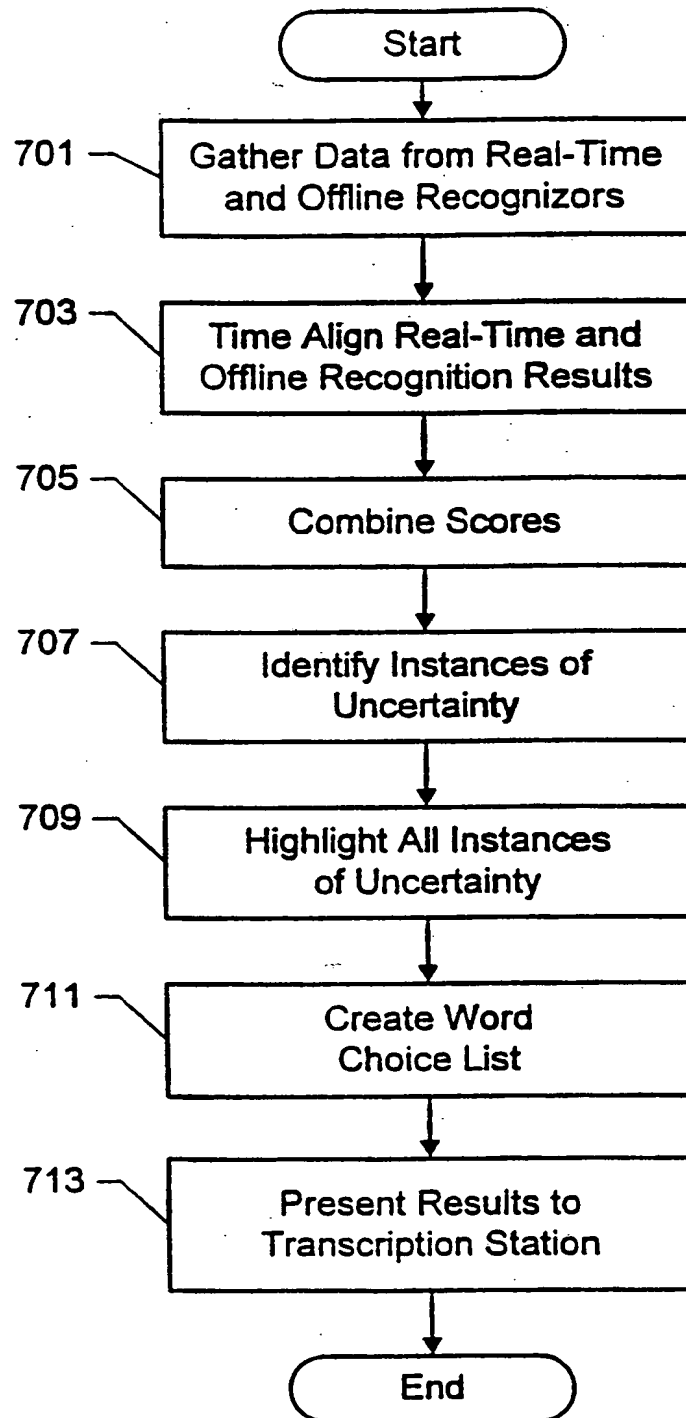 Start
701
Gather Data from Real-Time
and Offline Recognizors
703
Time Align Real-Time and
Offline Recognition Results
705
Combine Scores
707
Identify Instances of
Uncertainty
709
Highlight All Instances
of Uncertainty
711
Create Word
Choice List
713
Present Results to
Transcription Station
End